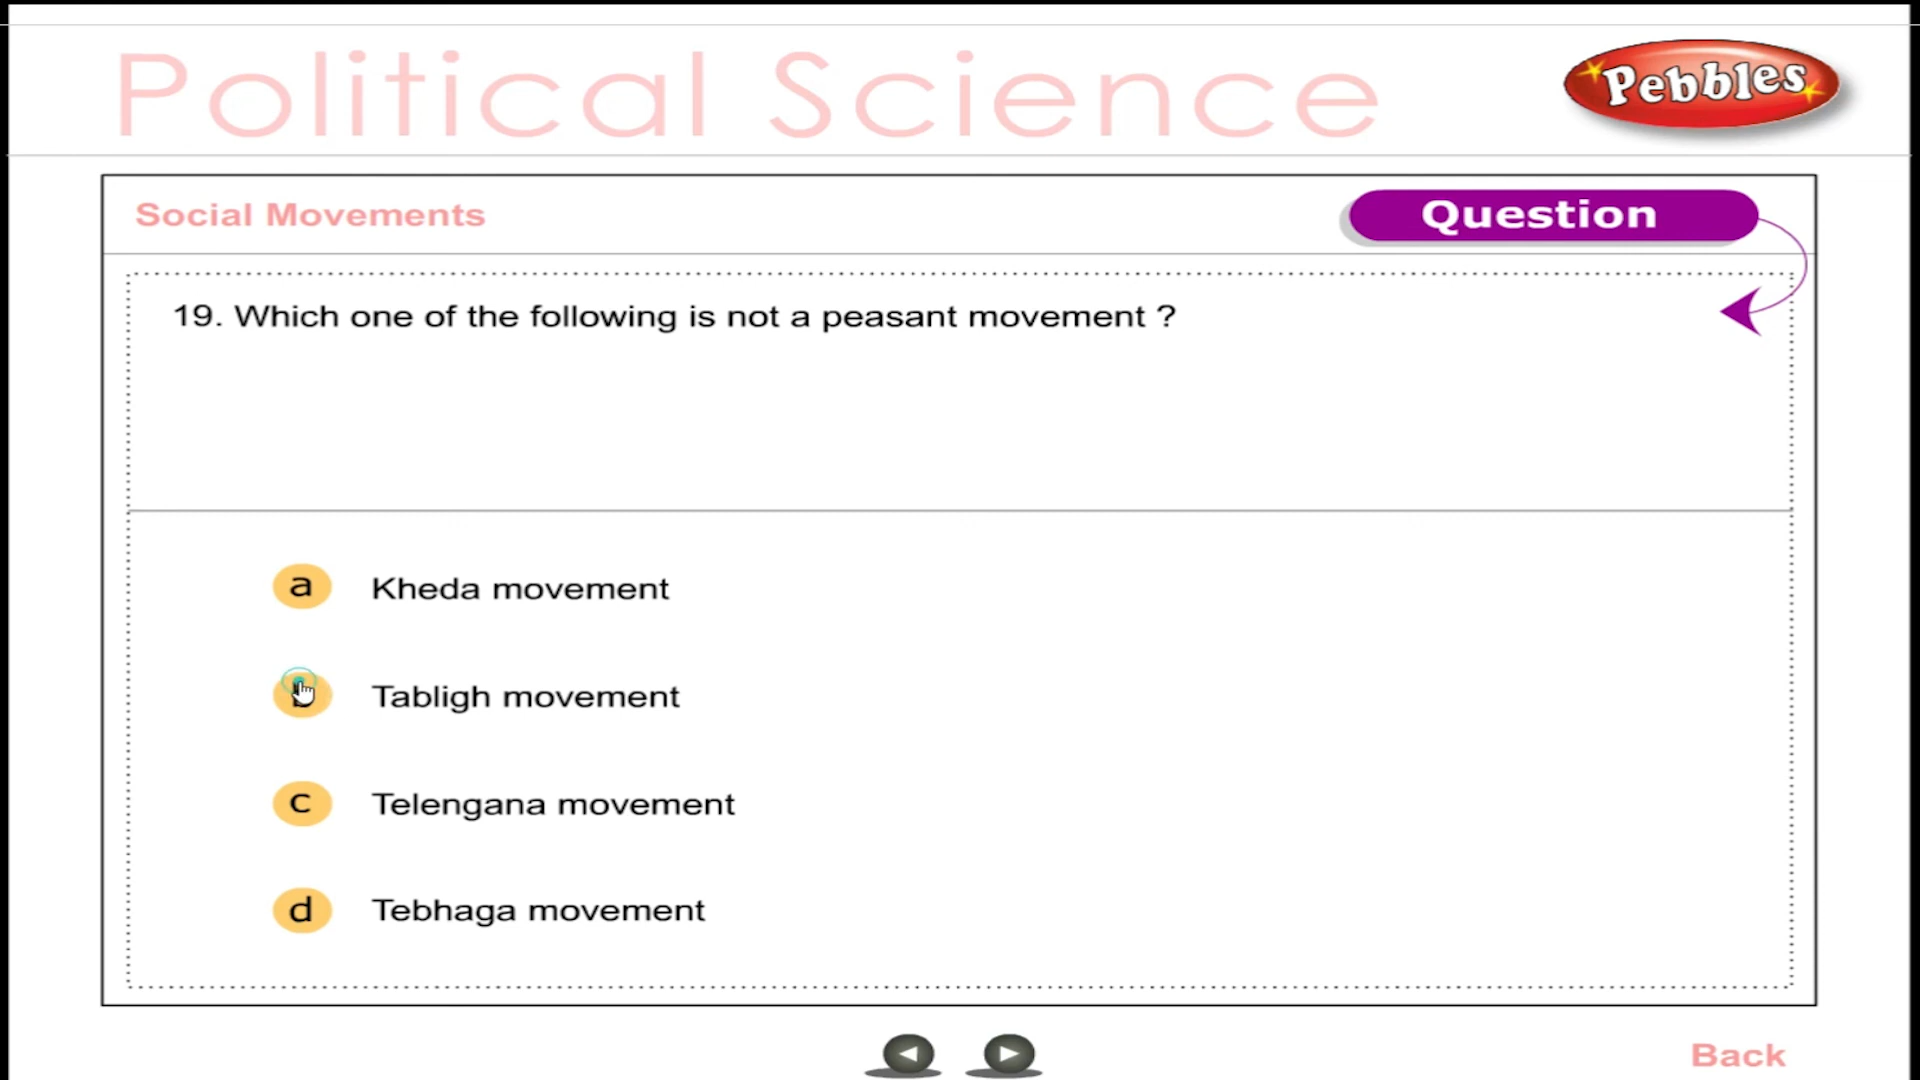 Political Science
Pebbles
Social Movements
Question
19. Which one of the following is not a peasant movement ?
a Kheda movement
Tabligh movement
c Telengana movement
d Tebhaga movement
Back